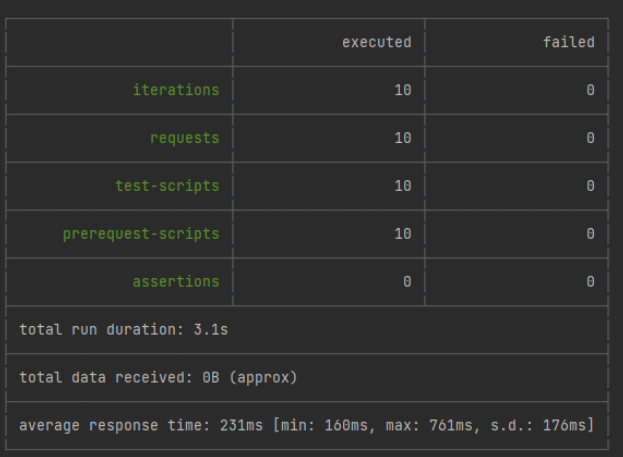 executed failed
iterations 10 0
requests 10 0
test-scripts 10 0
prerequest-scripts 10 0
assertions 0 0
total run duration: 3.1s
total data received: 0B (approx)
average response time: 231ms [min: 160ms, max: 761ms, s.d.: 176ms]